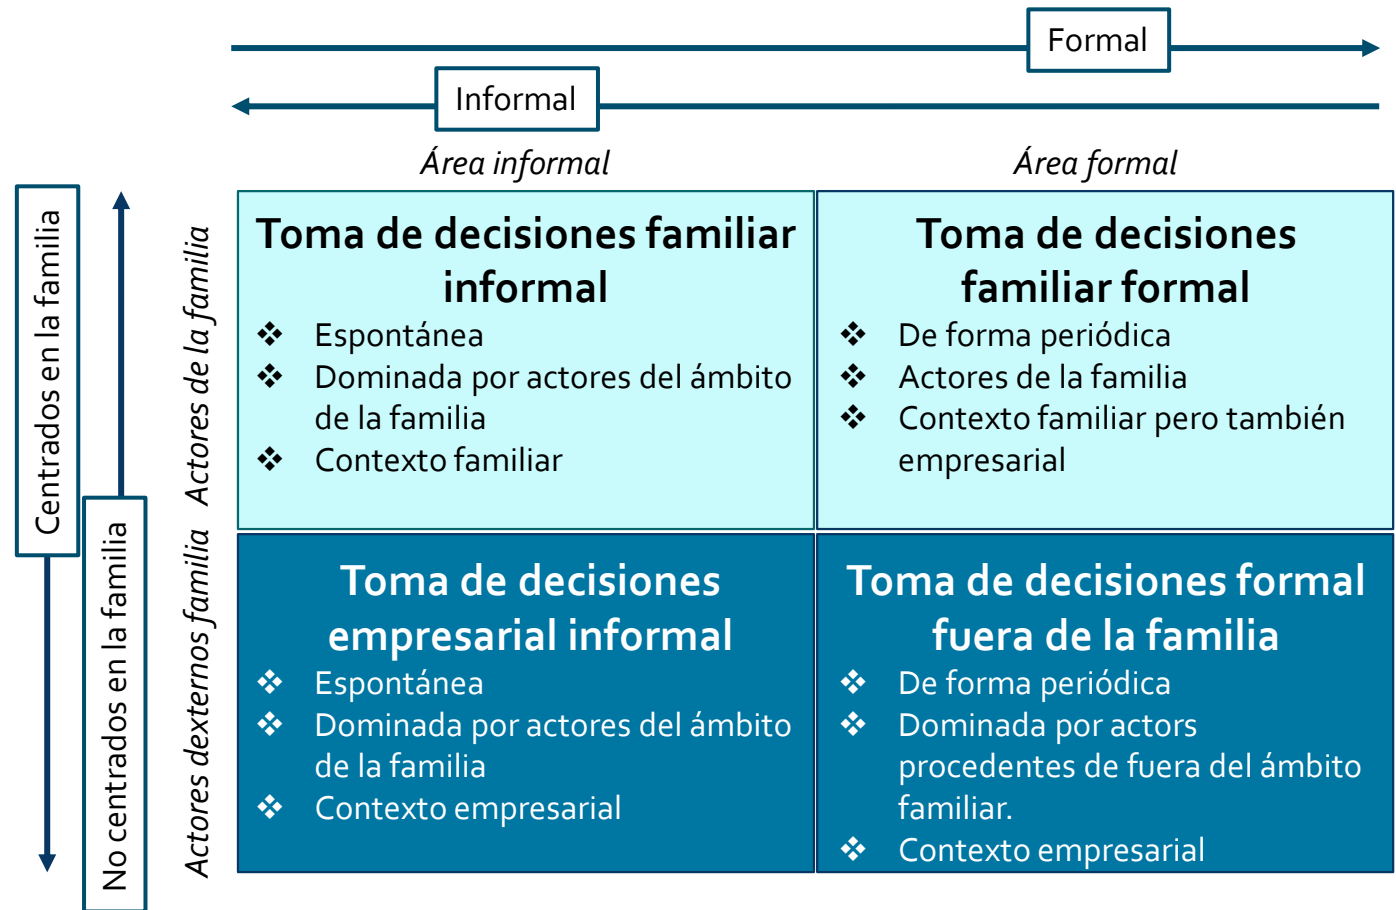 Formal
Informal
Área informal
Área formal
Centrados en la familia
No centrados en la familia
Actores de la familia
Actores dexternos familia
Toma de decisiones familiar
informal
❖ Espontánea
❖ Dominada por actores del ámbito
de la familia
❖ Contexto familiar
Toma de decisiones
familiar formal
❖ De forma periódica
❖ Actores de la familia
❖ Contexto familiar pero también
empresarial
Toma de decisiones
empresarial informal
❖ Espontánea
❖ Dominada por actores del ámbito
de la familia
❖ Contexto empresarial
Toma de decisiones formal
fuera de la familia
❖ De forma periódica
❖ Dominada por actors
procedentes de fuera del ámbito
familiar.
❖ Contexto empresarial